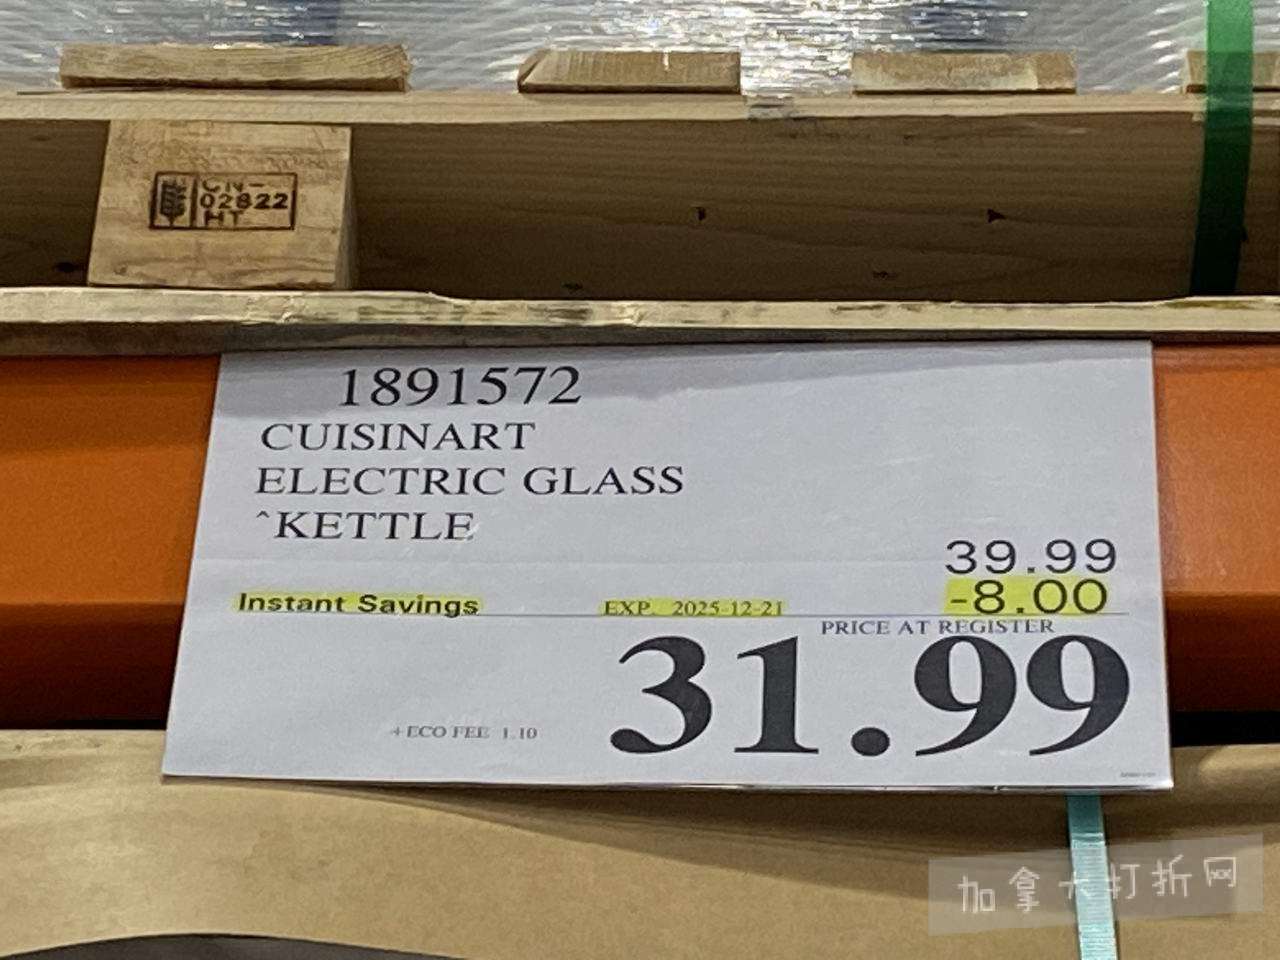 CN-
02822
HT
1891572
CUISINART
ELECTRIC GLASS
^KETTLE
39.99
Instant Savings EXP. 2025-12-21 -8.00
PRICE AT REGISTER
31.99
+ECO FEE 1.10
加拿大打折网